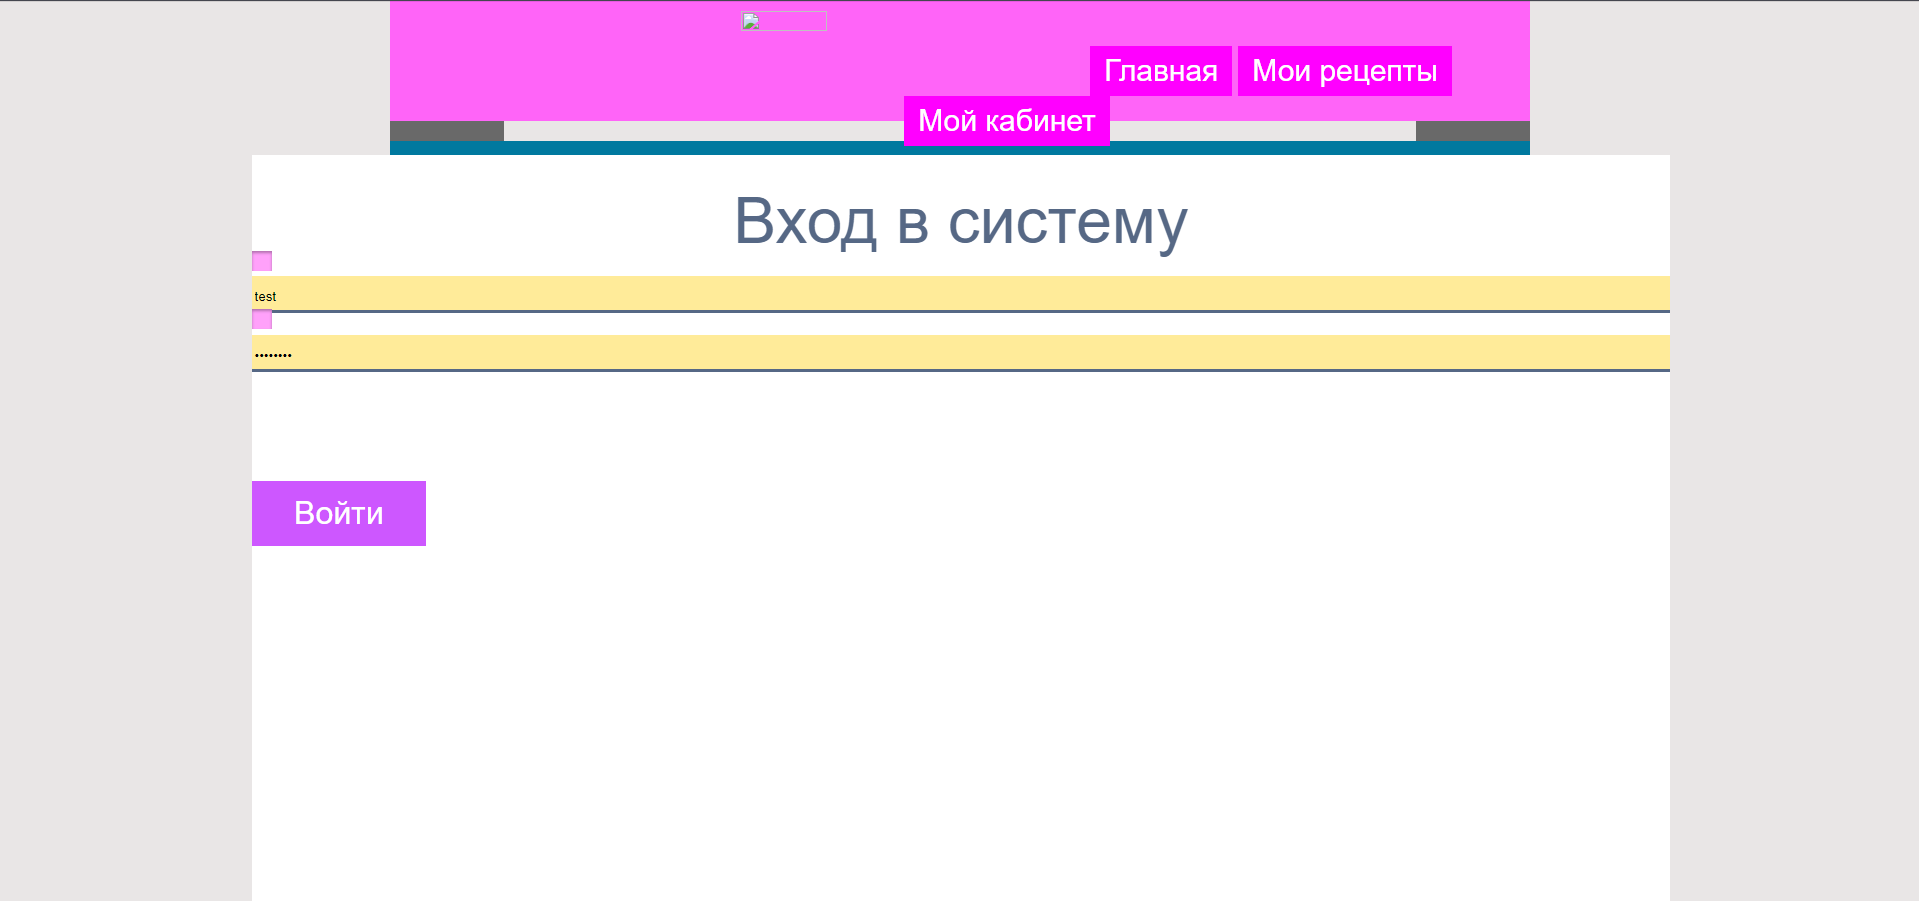 Главная Мои рецепты
Мой кабинет
Вход в систему
test
••••••••
Войти